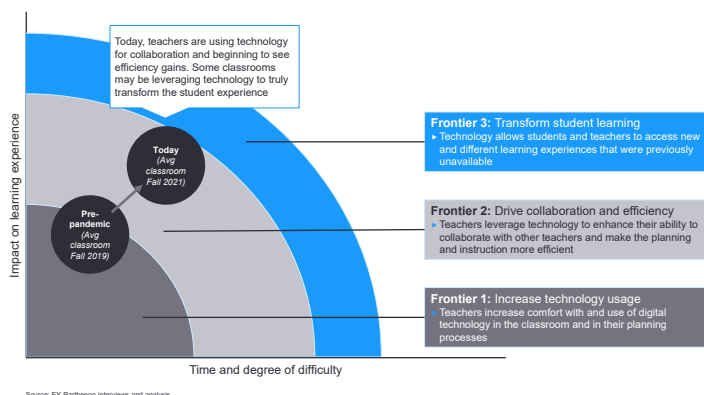 Today, teachers are using technology
for collaboration and beginning to see
efficiency gains. Some classrooms
may be leveraging technology to truly
transform the student experience
Impact on learning experience
Today
(Avg
classroom
Fall 2021)
Pre-
pandemic
(Avg
classroom
Fall 2019)
Frontier 3: Transform student learning
Technology allows students and teachers to access new
and different learning experiences that were previously
unavailable
Frontier 2: Drive collaboration and efficiency
Teachers leverage technology to enhance their ability to
collaborate with other teachers and make the planning
and instruction more efficient
Frontier 1: Increase technology usage
Teachers increase comfort with and use of digital
technology in the classroom and in their planning
processes
Time and degree of difficulty
Source: EY-Parthenon interviews and analysis